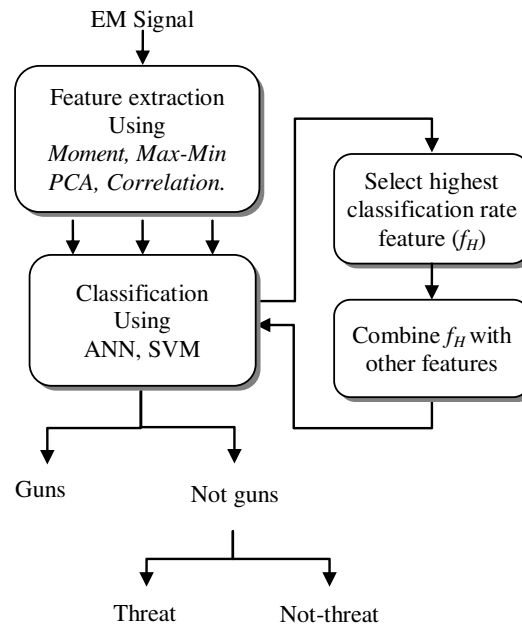 EM Signal
Feature extraction
Using
Moment, Max-Min
PCA, Correlation.
Select highest
classification rate
feature (fH)
Classification
Using
ANN, SVM
Combine fH with
other features
Guns
Not guns
Threat
Not-threat